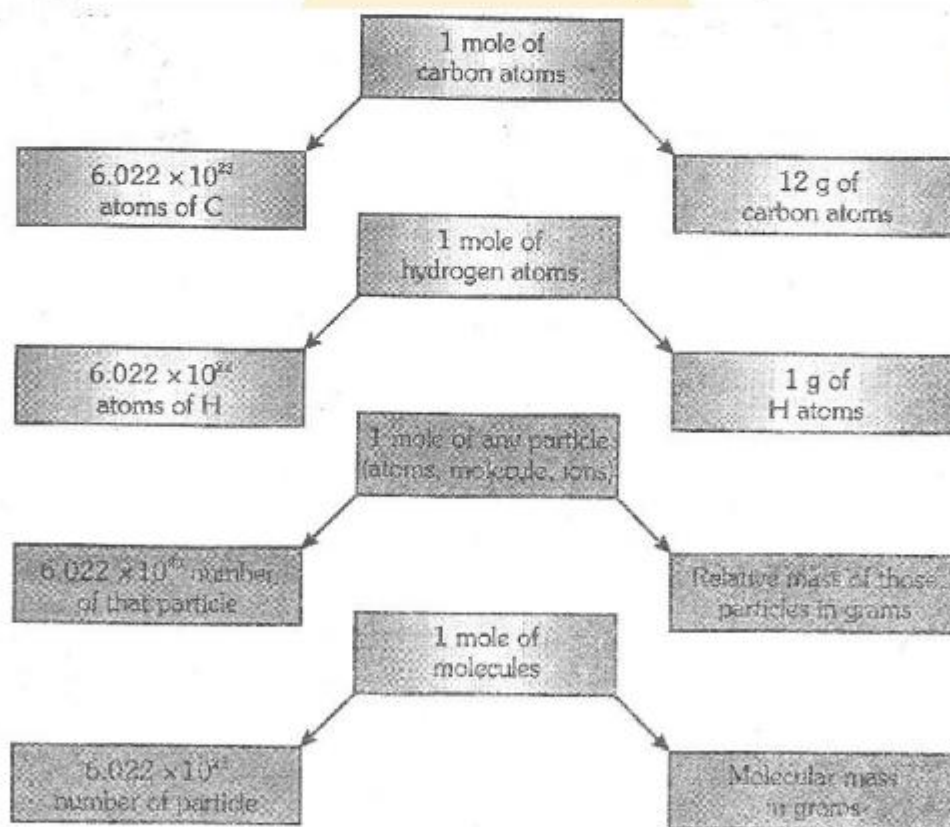 1 mole of
carbon atoms
6.022 × 10²³
atoms of C
12 g of
carbon atoms
1 mole of
hydrogen atoms
6.022 ×
atoms of H
1 g of
H atoms
1 mole of any particle
(atoms, molecule, ions)
6.022 × number
of that particle
Relative mass of those
particles in grams
1 mole of
molecules
6.022 ×
number of particle
Molecular mass
in grams